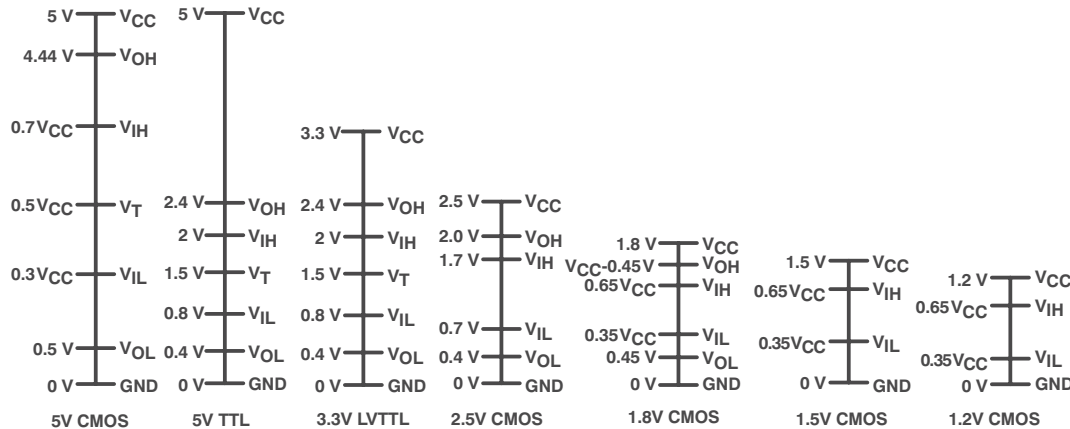 5 V VCC
4.44 V VOH
0.7VCC VIH
0.5VCC VT
0.3VCC VIL
0.5 V VOL
0 V GND
5V CMOS
5 V VCC
2.4 V VOH
2 V VIH
1.5 V VT
0.8 V VIL
0.4 V VOL
0 V GND
5V TTL
3.3 V VCC
2.4 V VOH
2 V VIH
1.5 V VT
0.8 V VIL
0.4 V VOL
0 V GND
3.3V LVTTL
2.5 V VCC
2.0 V VOH
1.7 V VIH
0.7 V VIL
0.4 V VOL
0 V GND
2.5V CMOS
1.8 V VCC
VCC-0.45V VOH
0.65VCC VIH
0.35VCC VIL
0.45 V VOL
0 V GND
1.8V CMOS
1.5 V VCC
0.65VCC VIH
0.35VCC VIL
0 V GND
1.5V CMOS
1.2 V VCC
0.65VCC VIH
0.35VCC VIL
0 V GND
1.2V CMOS